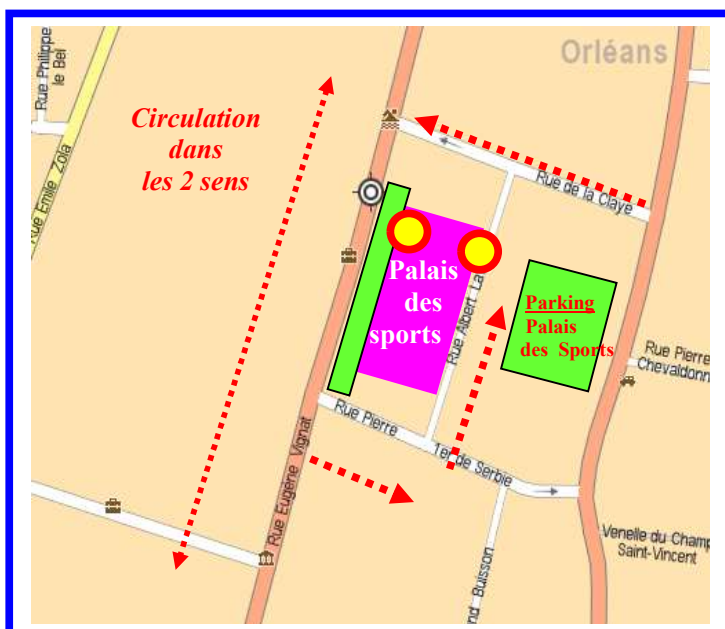 Orléans
Rue Philippe
le Bel
Circulation
dans
les 2 sens
Rue Emile Zola
Rue de la Claye
Palais
des
sports
Rue Albert La
Parking
Palais
des Sports
Rue Pierre
Chevaldonn
Rue Pierre
1er de Serbie
Rue Eugène Vignat
Venelle du Champ
Saint-Vincent
nd Buisson